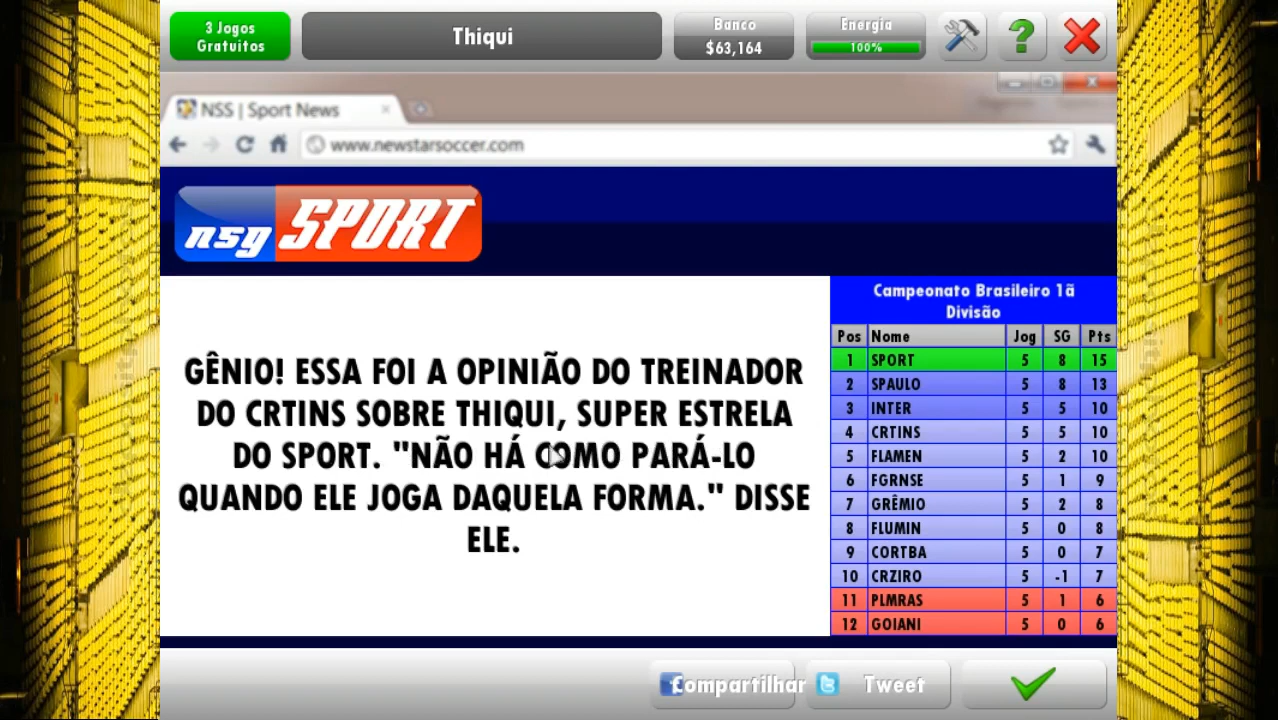 3 Jogos
Gratuitos
Thiqui
Banco
$63,164
Energia
100%
NSS | Sport News
www.newstarsoccer.com
nsg SPORT
GÊNIO! ESSA FOI A OPINIÃO DO TREINADOR
DO CRTINS SOBRE THIQUI, SUPER ESTRELA
DO SPORT. "NÃO HÁ COMO PARÁ-LO
QUANDO ELE JOGA DAQUELA FORMA." DISSE
ELE.
Campeonato Brasileiro 1ã
Divisão
Pos Nome Jog SG Pts
1 SPORT 5 8 15
2 SPAULO 5 8 13
3 INTER 5 5 10
4 CRTINS 5 5 10
5 FLAMEN 5 2 10
6 FGRNSE 5 1 9
7 GRÊMIO 5 2 8
8 FLUMIN 5 0 8
9 CORTBA 5 0 7
10 CRZIRO 5 -1 7
11 PLMRAS 5 1 6
12 GOIANI 5 0 6
Compartilhar
Tweet